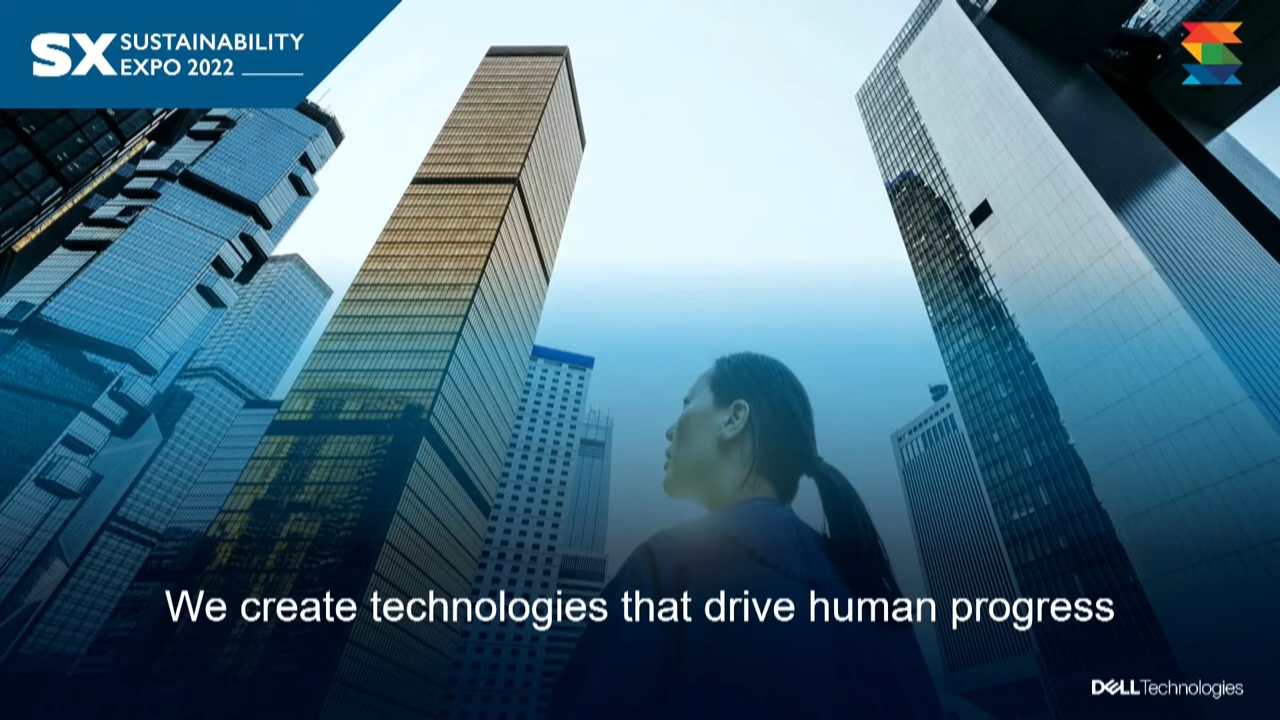 SX SUSTAINABILITY
EXPO 2022
We create technologies that drive human progress
DELLTechnologies